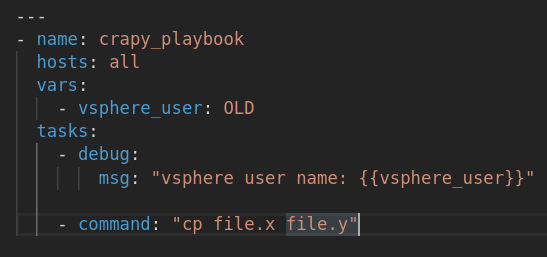 ---
- name: crapy_playbook
  hosts: all
  vars:
    - vsphere_user: OLD
  tasks:
    - debug:
        msg: "vsphere user name: {{vsphere_user}}"

    - command: "cp file.x file.y"